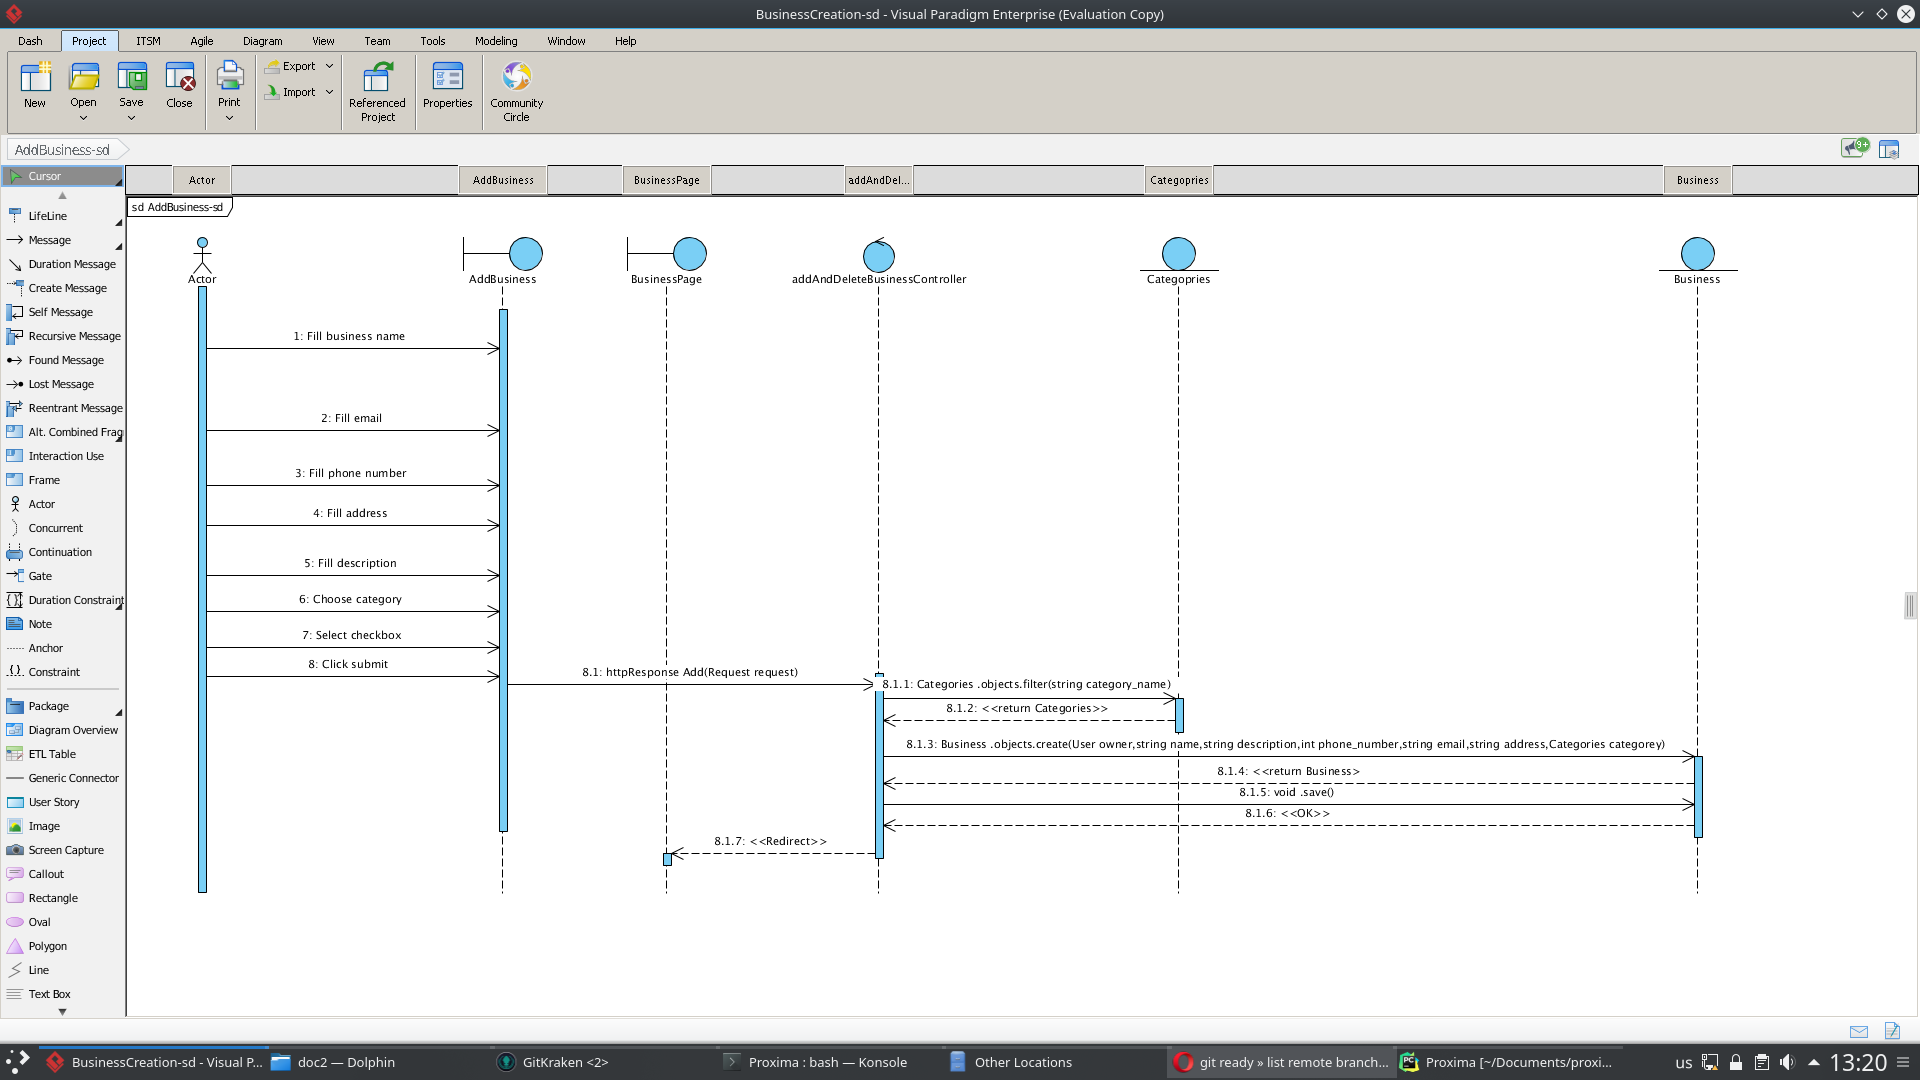 BusinessCreation-sd - Visual Paradigm Enterprise (Evaluation Copy)
Dash Project ITSM Agile Diagram View Team Tools Modeling Window Help
New Open Save Close Print Export Import Referenced Project Properties Community Circle
AddBusiness-sd
9+
Cursor
Actor AddBusiness BusinessPage addAndDel... Categopries Business
sd AddBusiness-sd
LifeLine
Message
Duration Message
Create Message
Self Message
Recursive Message
Found Message
Lost Message
Reentrant Message
Alt. Combined Frag
Interaction Use
Frame
Actor
Concurrent
Continuation
Gate
Duration Constraint
Note
Anchor
Constraint
Package
Diagram Overview
ETL Table
Generic Connector
User Story
Image
Screen Capture
Callout
Rectangle
Oval
Polygon
Line
Text Box
Actor AddBusiness BusinessPage addAndDeleteBusinessController Categopries Business
1: Fill business name
2: Fill email
3: Fill phone number
4: Fill address
5: Fill description
6: Choose category
7: Select checkbox
8: Click submit
8.1: httpResponse Add(Request request)
8.1.1: Categories .objects.filter(string category_name)
8.1.2: <<return Categories>>
8.1.3: Business .objects.create(User owner,string name,string description,int phone_number,string email,string address,Categories categorey)
8.1.4: <<return Business>
8.1.5: void .save()
8.1.6: <<OK>>
8.1.7: <<Redirect>>
BusinessCreation-sd - Visual P... doc2 — Dolphin GitKraken <2> Proxima : bash — Konsole Other Locations git ready » list remote branch... Proxima [~/Documents/proxi... us 13:20